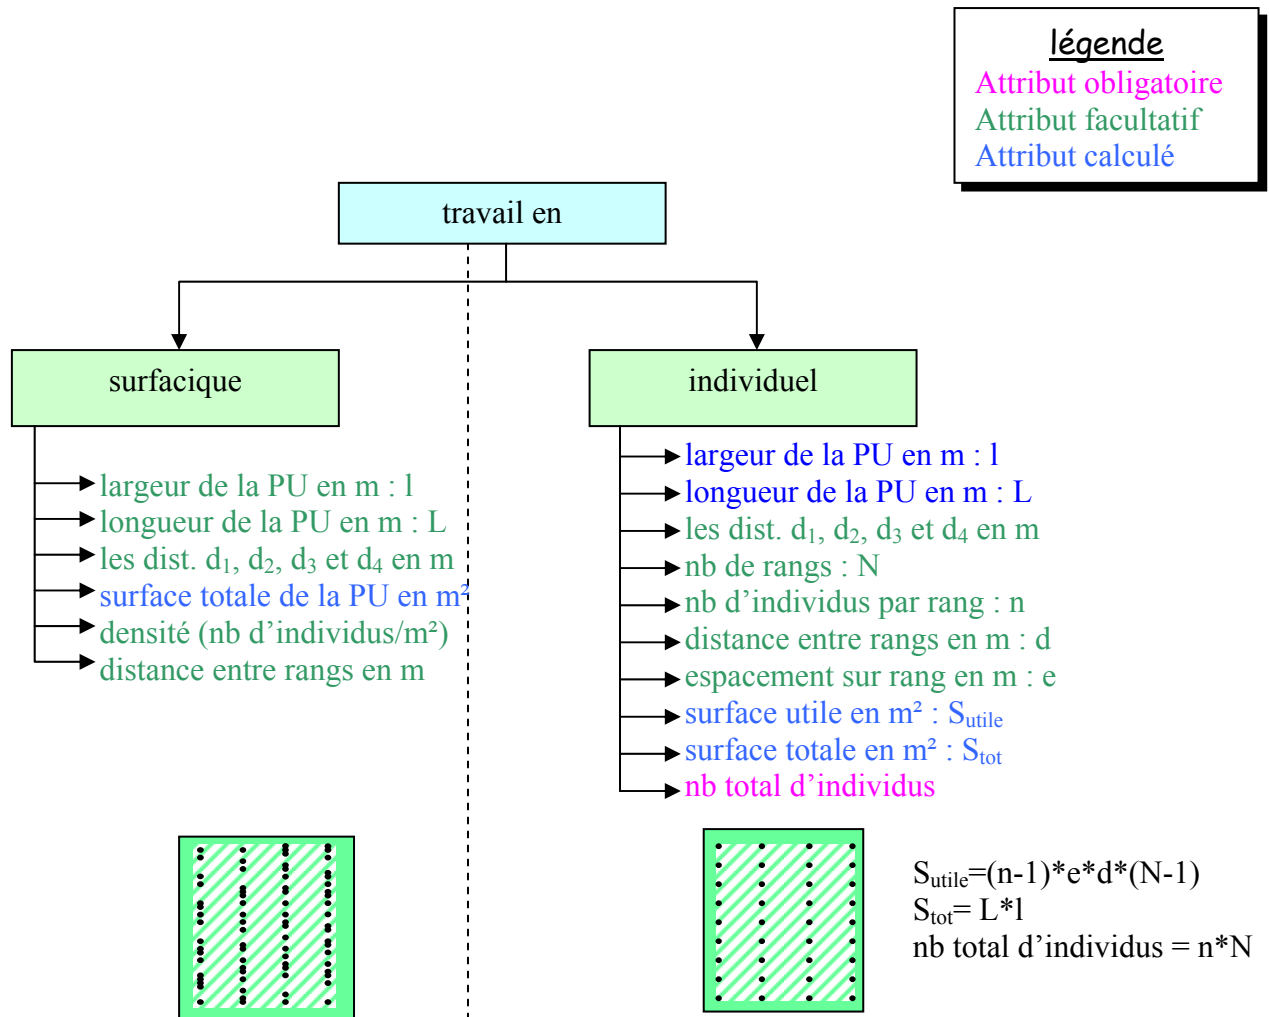 légende
Attribut obligatoire
Attribut facultatif
Attribut calculé
travail en
surfacique
individuel
largeur de la PU en m : l
longueur de la PU en m : L
les dist. d₁, d₂, d₃ et d₄ en m
surface totale de la PU en m²
densité (nb d’individus/m²)
distance entre rangs en m
largeur de la PU en m : l
longueur de la PU en m : L
les dist. d₁, d₂, d₃ et d₄ en m
nb de rangs : N
nb d’individus par rang : n
distance entre rangs en m : d
espacement sur rang en m : e
surface utile en m² : Sutile
surface totale en m² : Stot
nb total d’individus
Sutile=(n-1)*e*d*(N-1)
Stot= L*l
nb total d’individus = n*N